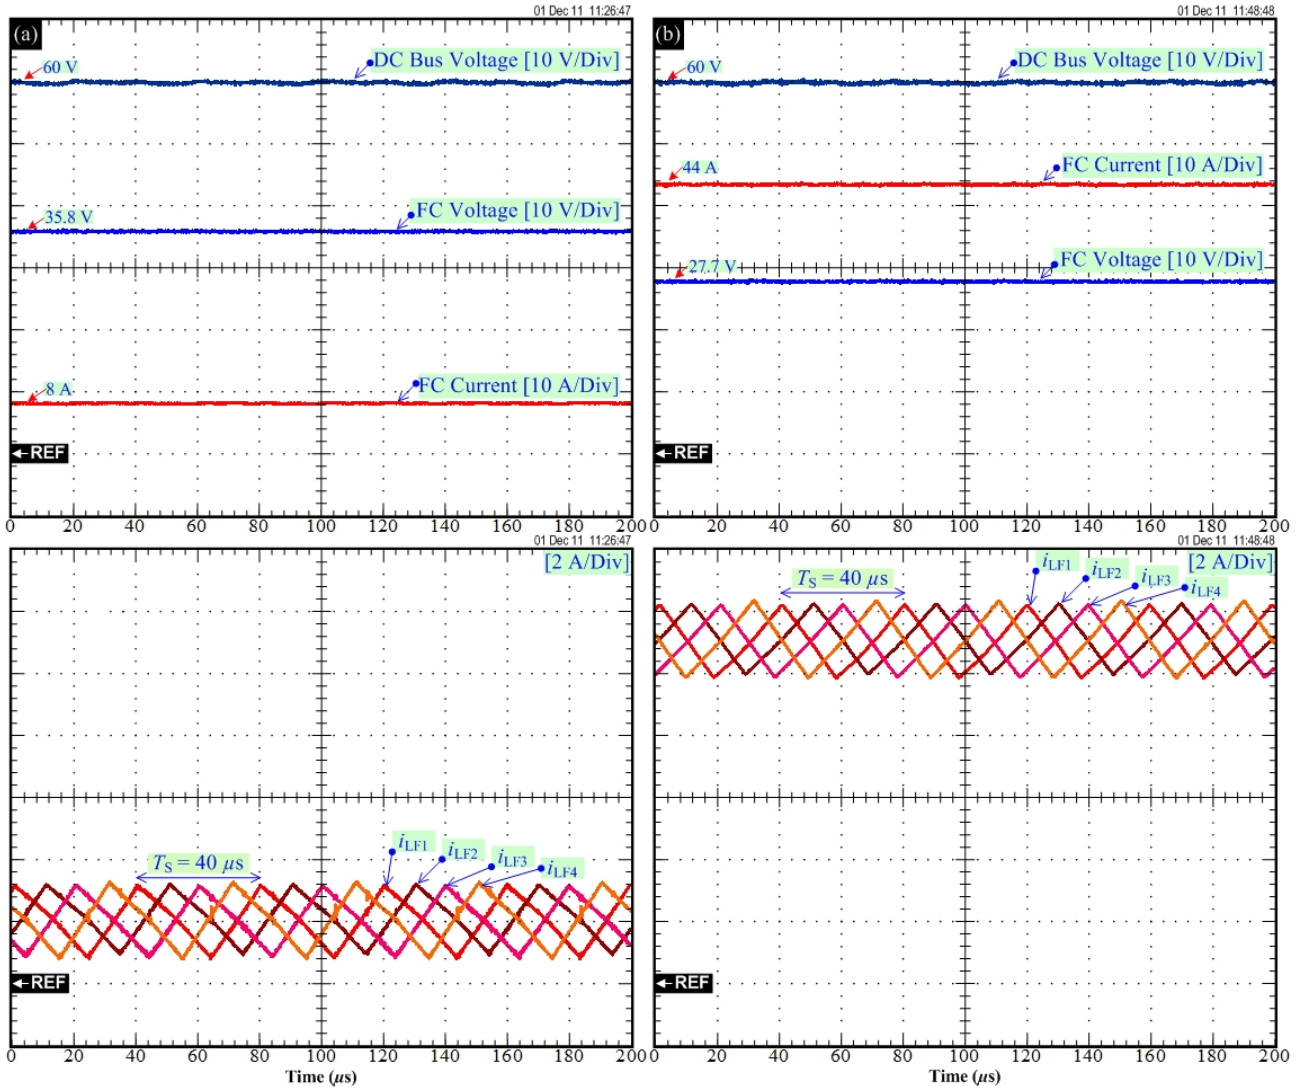 01 Dec 11 11:26:47
(a)
DC Bus Voltage [10 V/Div]
60 V
35.8 V
FC Voltage [10 V/Div]
8 A
FC Current [10 A/Div]
←REF
0 20 40 60 80 100 120 140 160 180 200
01 Dec 11 11:48:48
(b)
DC Bus Voltage [10 V/Div]
60 V
44 A
FC Current [10 A/Div]
27.7 V
FC Voltage [10 V/Div]
←REF
0 20 40 60 80 100 120 140 160 180 200
01 Dec 11 11:26:47
[2 A/Div]
TS = 40 µs
iLF1
iLF2
iLF3
iLF4
←REF
0 20 40 60 80 100 120 140 160 180 200
Time (µs)
01 Dec 11 11:48:48
[2 A/Div]
TS = 40 µs
iLF1
iLF2
iLF3
iLF4
←REF
0 20 40 60 80 100 120 140 160 180 200
Time (µs)